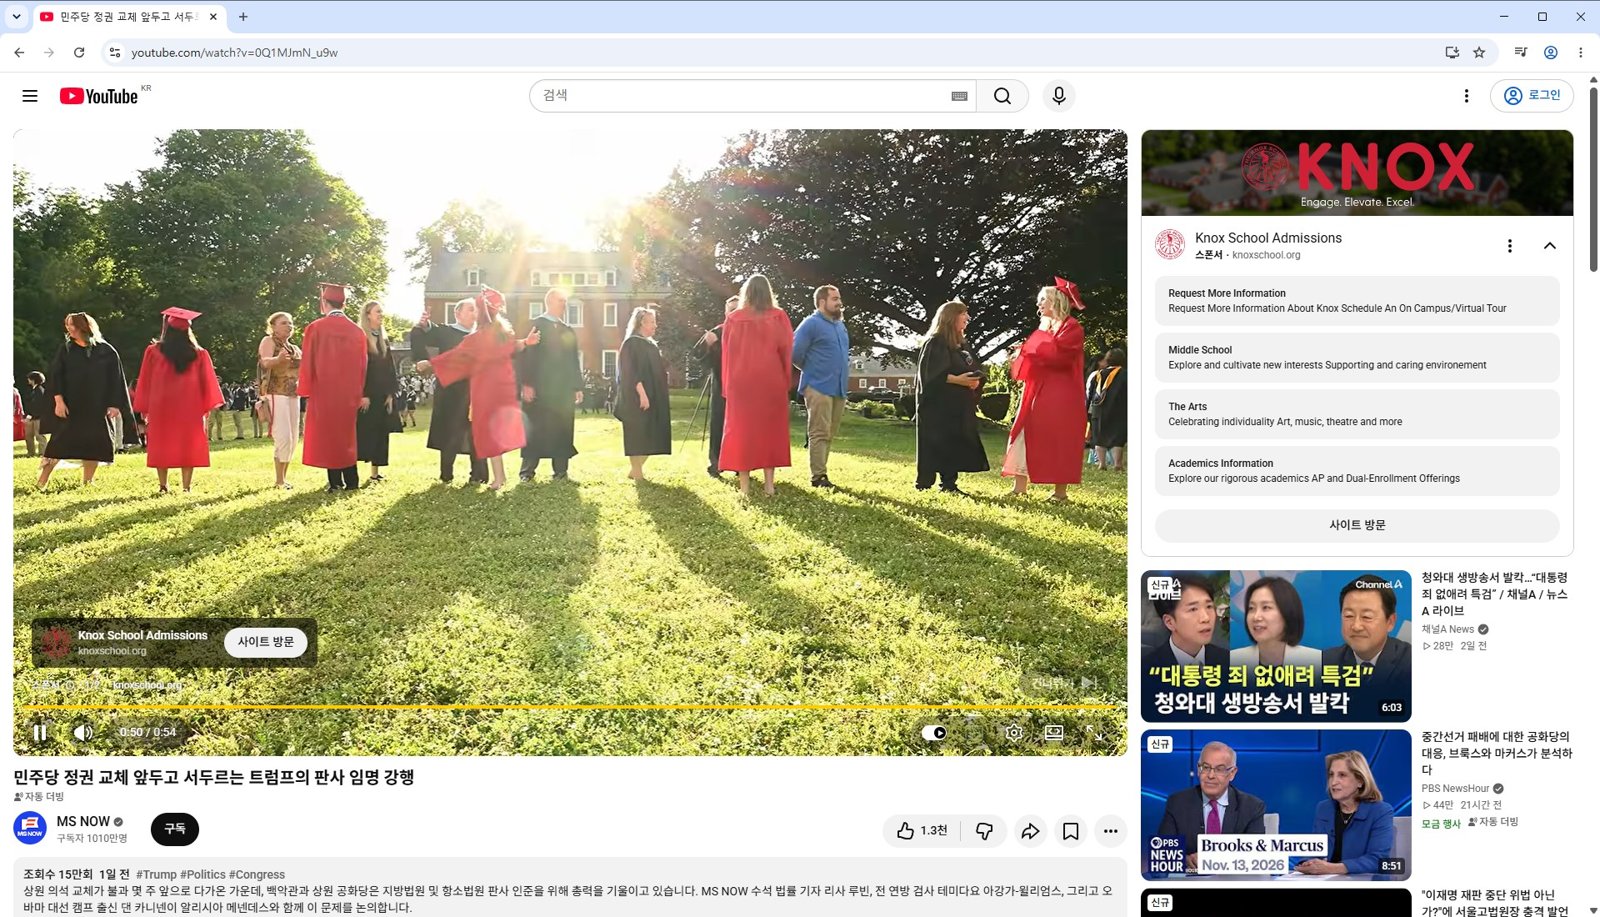 민주당 정권 교체 앞두고 서두르
youtube.com/watch?v=0Q1MJmN_u9w
YouTube KR
검색
로그인
Knox School Admissions
knoxschool.org
사이트 방문
knoxschool.org
건너뛰기
0:50 / 0:54
민주당 정권 교체 앞두고 서두르는 트럼프의 판사 임명 강행
자동 더빙
MS NOW
MS NOW
구독자 1010만명
구독
1.3천
조회수 15만회 1일 전 #Trump #Politics #Congress
상원 의석 교체가 불과 몇 주 앞으로 다가온 가운데, 백악관과 상원 공화당은 지방법원 및 항소법원 판사 인준을 위해 총력을 기울이고 있습니다. MS NOW 수석 법률 기자 리사 루빈, 전 연방 검사 테미다요 아강가-윌리엄스, 그리고 오
바마 대선 캠프 출신 댄 카니넨이 알리시아 메넨데스와 함께 이 문제를 논의합니다.
KNOX
Engage. Elevate. Excel.
Knox School Admissions
스폰서 · knoxschool.org
Request More Information
Request More Information About Knox Schedule An On Campus/Virtual Tour
Middle School
Explore and cultivate new interests Supporting and caring environement
The Arts
Celebrating individuality Art, music, theatre and more
Academics Information
Explore our rigorous academics AP and Dual-Enrollment Offerings
사이트 방문
신규
라이브
Channel A
“대통령 죄 없애려 특검”
청와대 생방송서 발칵
6:03
청와대 생방송서 발칵…“대통령
죄 없애려 특검” / 채널A / 뉴스
A 라이브
채널A News
28만 2일 전
신규
PBS
NEWS
HOUR
Brooks & Marcus
Nov. 13, 2026
8:51
중간선거 패배에 대한 공화당의
대응, 브룩스와 마커스가 분석하
다
PBS NewsHour
44만 21시간 전
모금 행사 자동 더빙
신규
"이재명 재판 중단 위법 아닌
가?"에 서울고법원장 충격 발언